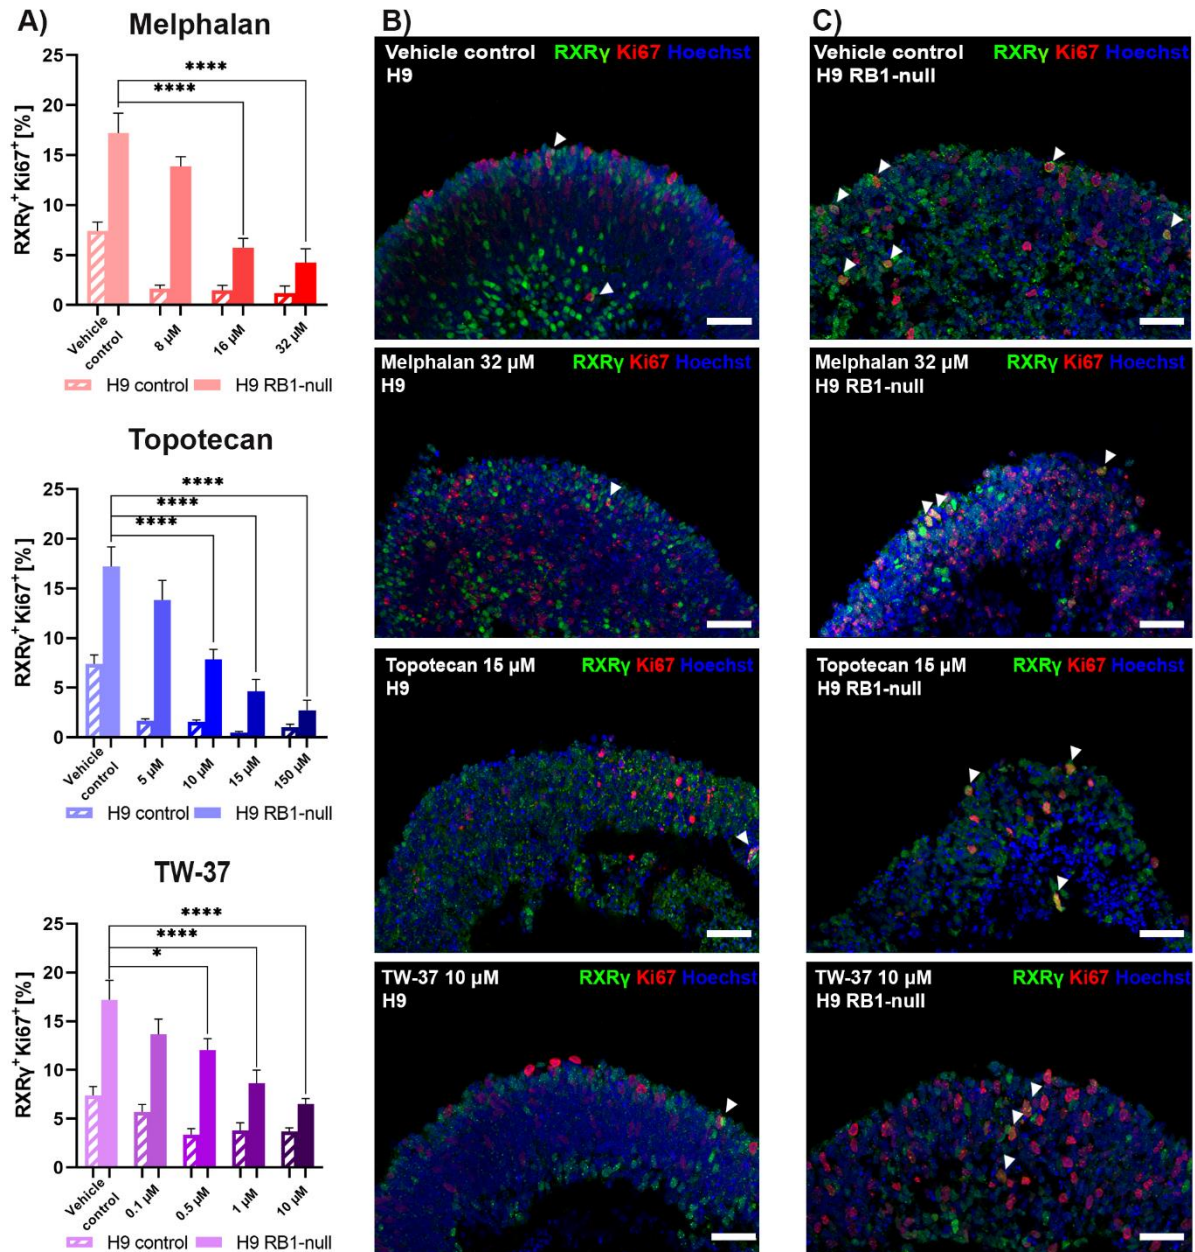 A)
Melphalan
25
20
15
10
5
0
RXRγ⁺Ki67⁺[%]
****
****
Vehicle control
8 µM
16 µM
32 µM
H9 control H9 RB1-null
Topotecan
25
20
15
10
5
0
RXRγ⁺Ki67⁺[%]
****
****
****
Vehicle control
5 µM
10 µM
15 µM
150 µM
H9 control H9 RB1-null
TW-37
25
20
15
10
5
0
RXRγ⁺Ki67⁺[%]
****
****
*
Vehicle control
0.1 µM
0.5 µM
1 µM
10 µM
H9 control H9 RB1-null
B)
Vehicle control RXRγ Ki67 Hoechst
H9
Melphalan 32 µM RXRγ Ki67 Hoechst
H9
Topotecan 15 µM RXRγ Ki67 Hoechst
H9
TW-37 10 µM RXRγ Ki67 Hoechst
H9
C)
Vehicle control RXRγ Ki67 Hoechst
H9 RB1-null
Melphalan 32 µM RXRγ Ki67 Hoechst
H9 RB1-null
Topotecan 15 µM RXRγ Ki67 Hoechst
H9 RB1-null
TW-37 10 µM RXRγ Ki67 Hoechst
H9 RB1-null